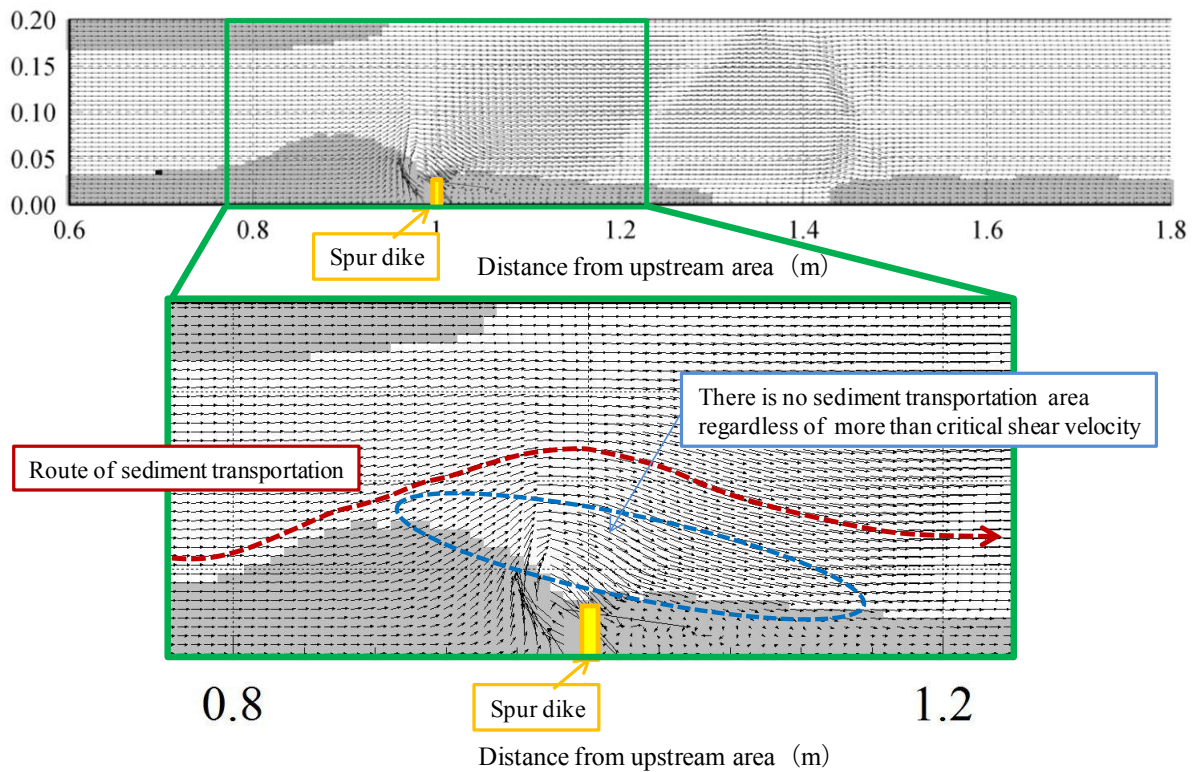 0.20
0.15
0.10
0.05
0.00
0.6
0.8
1
1.2
1.4
1.6
1.8
Spur dike
Distance from upstream area (m)
There is no sediment transportation area
regardless of more than critical shear velocity
Route of sediment transportation
0.8
1.2
Spur dike
Distance from upstream area (m)